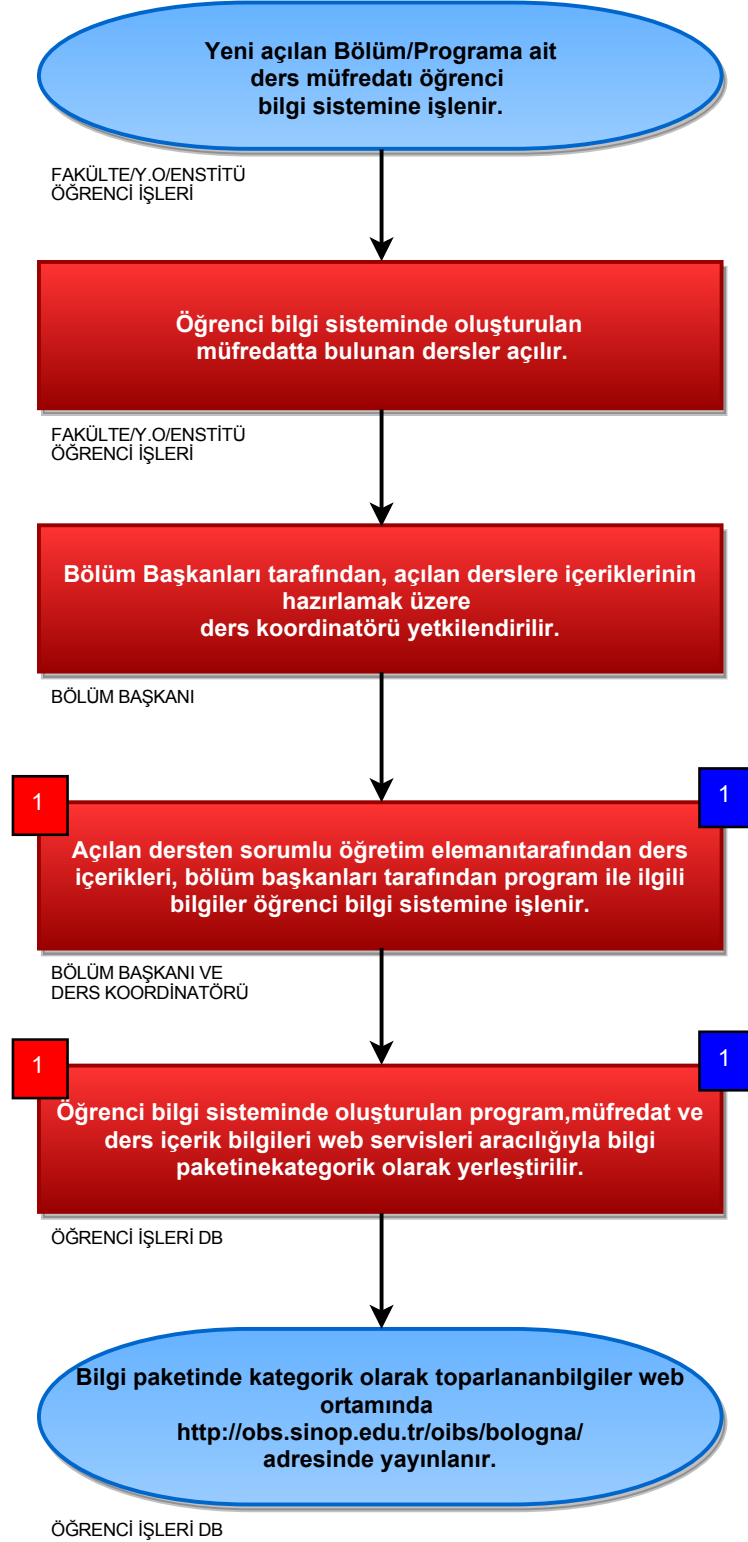 Yeni açılan Bölüm/Programa ait
ders müfredatı öğrenci
bilgi sistemine işlenir.
FAKÜLTE/Y.O/ENSTİTÜ
ÖĞRENCİ İŞLERİ
Öğrenci bilgi sisteminde oluşturulan
müfredatta bulunan dersler açılır.
FAKÜLTE/Y.O/ENSTİTÜ
ÖĞRENCİ İŞLERİ
Bölüm Başkanları tarafından, açılan derslere içeriklerinin
hazırlamak üzere
ders koordinatörü yetkilendirilir.
BÖLÜM BAŞKANI
1
1
Açılan dersten sorumlu öğretim elemanıtarafından ders
içerikleri, bölüm başkanları tarafından program ile ilgili
bilgiler öğrenci bilgi sistemine işlenir.
BÖLÜM BAŞKANI VE
DERS KOORDİNATÖRÜ
1
1
Öğrenci bilgi sisteminde oluşturulan program,müfredat ve
ders içerik bilgileri web servisleri aracılığıyla bilgi
paketinekategorik olarak yerleştirilir.
ÖĞRENCİ İŞLERİ DB
Bilgi paketinde kategorik olarak toparlananbilgiler web
ortamında
http://obs.sinop.edu.tr/oibs/bologna/
adresinde yayınlanır.
ÖĞRENCİ İŞLERİ DB